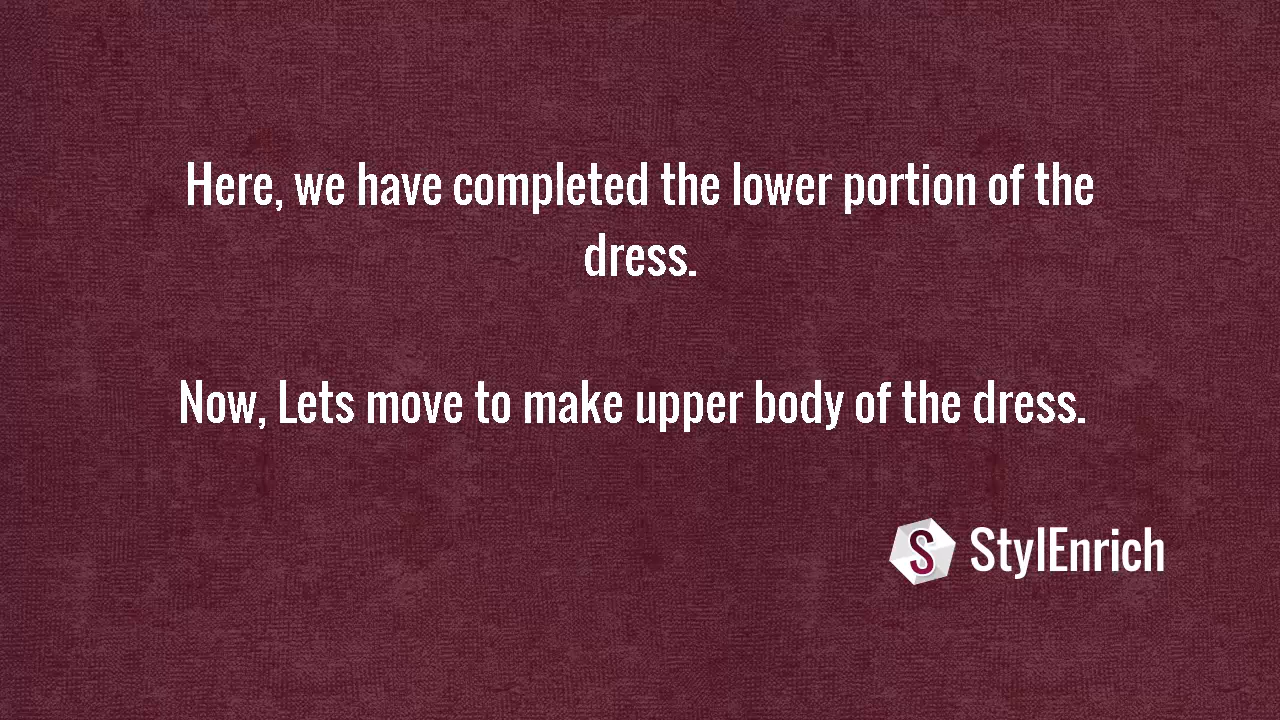 Here, we have completed the lower portion of the
dress.
Now, Lets move to make upper body of the dress.
S StylEnrich